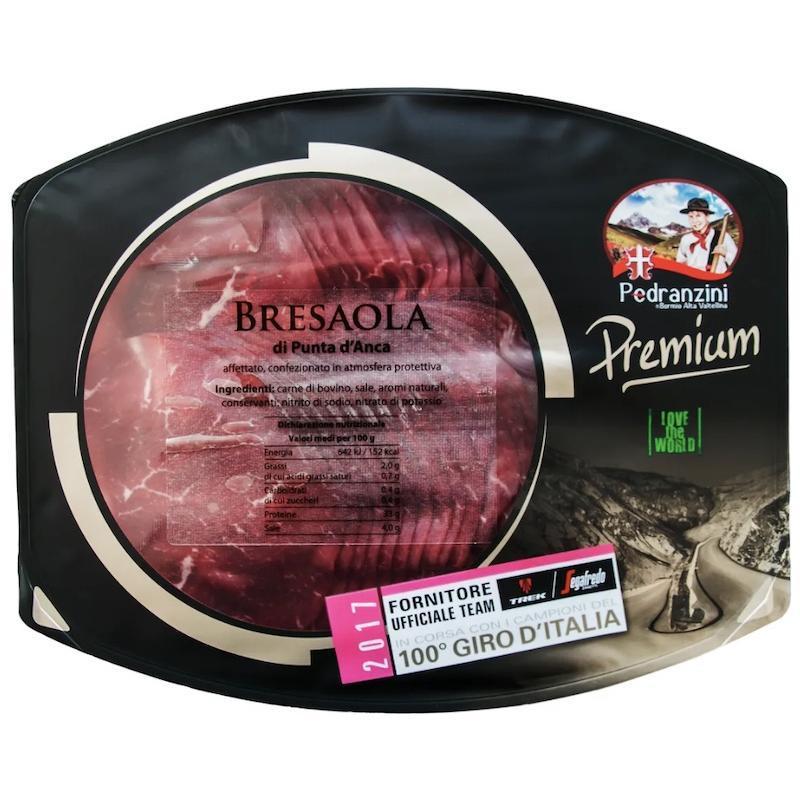 BRESAOLA
di Punta d'Anca
affettato, confezionato in atmosfera protettiva
Ingredienti: carne di bovino, sale, aromi naturali,
conservanti: nitrito di sodio, nitrato di potassio
Dichiarazione nutrizionale
Valori medi per 100 g
Energia 642 kJ / 152 kcal
Grassi 2,0 g
di cui acidi grassi saturi 0,7 g
Carboidrati 0,4 g
di cui zuccheri 0,4 g
Proteine 33 g
Sale 4,0 g
Pedranzini
Bormio Alta Valtellina
Premium
LOVE
the
WORLD
2017
FORNITORE
UFFICIALE TEAM
TREK
Segafredo
IN CORSA CON I CAMPIONI DEL
100° GIRO D'ITALIA